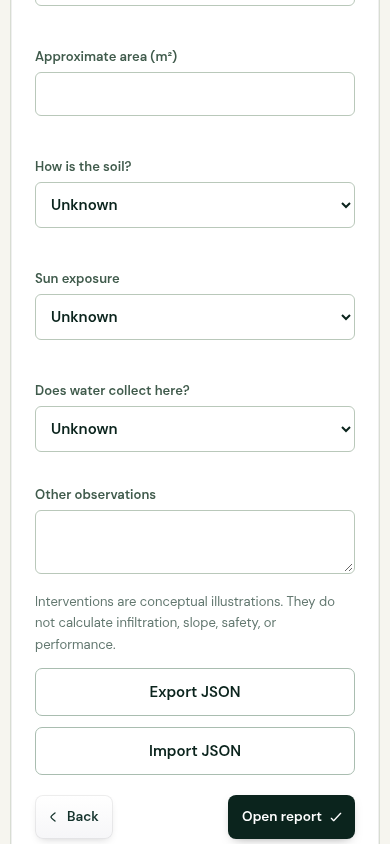 Approximate area (m²)
How is the soil?
Unknown
Sun exposure
Unknown
Does water collect here?
Unknown
Other observations
Interventions are conceptual illustrations. They do
not calculate infiltration, slope, safety, or
performance.
Export JSON
Import JSON
Back
Open report